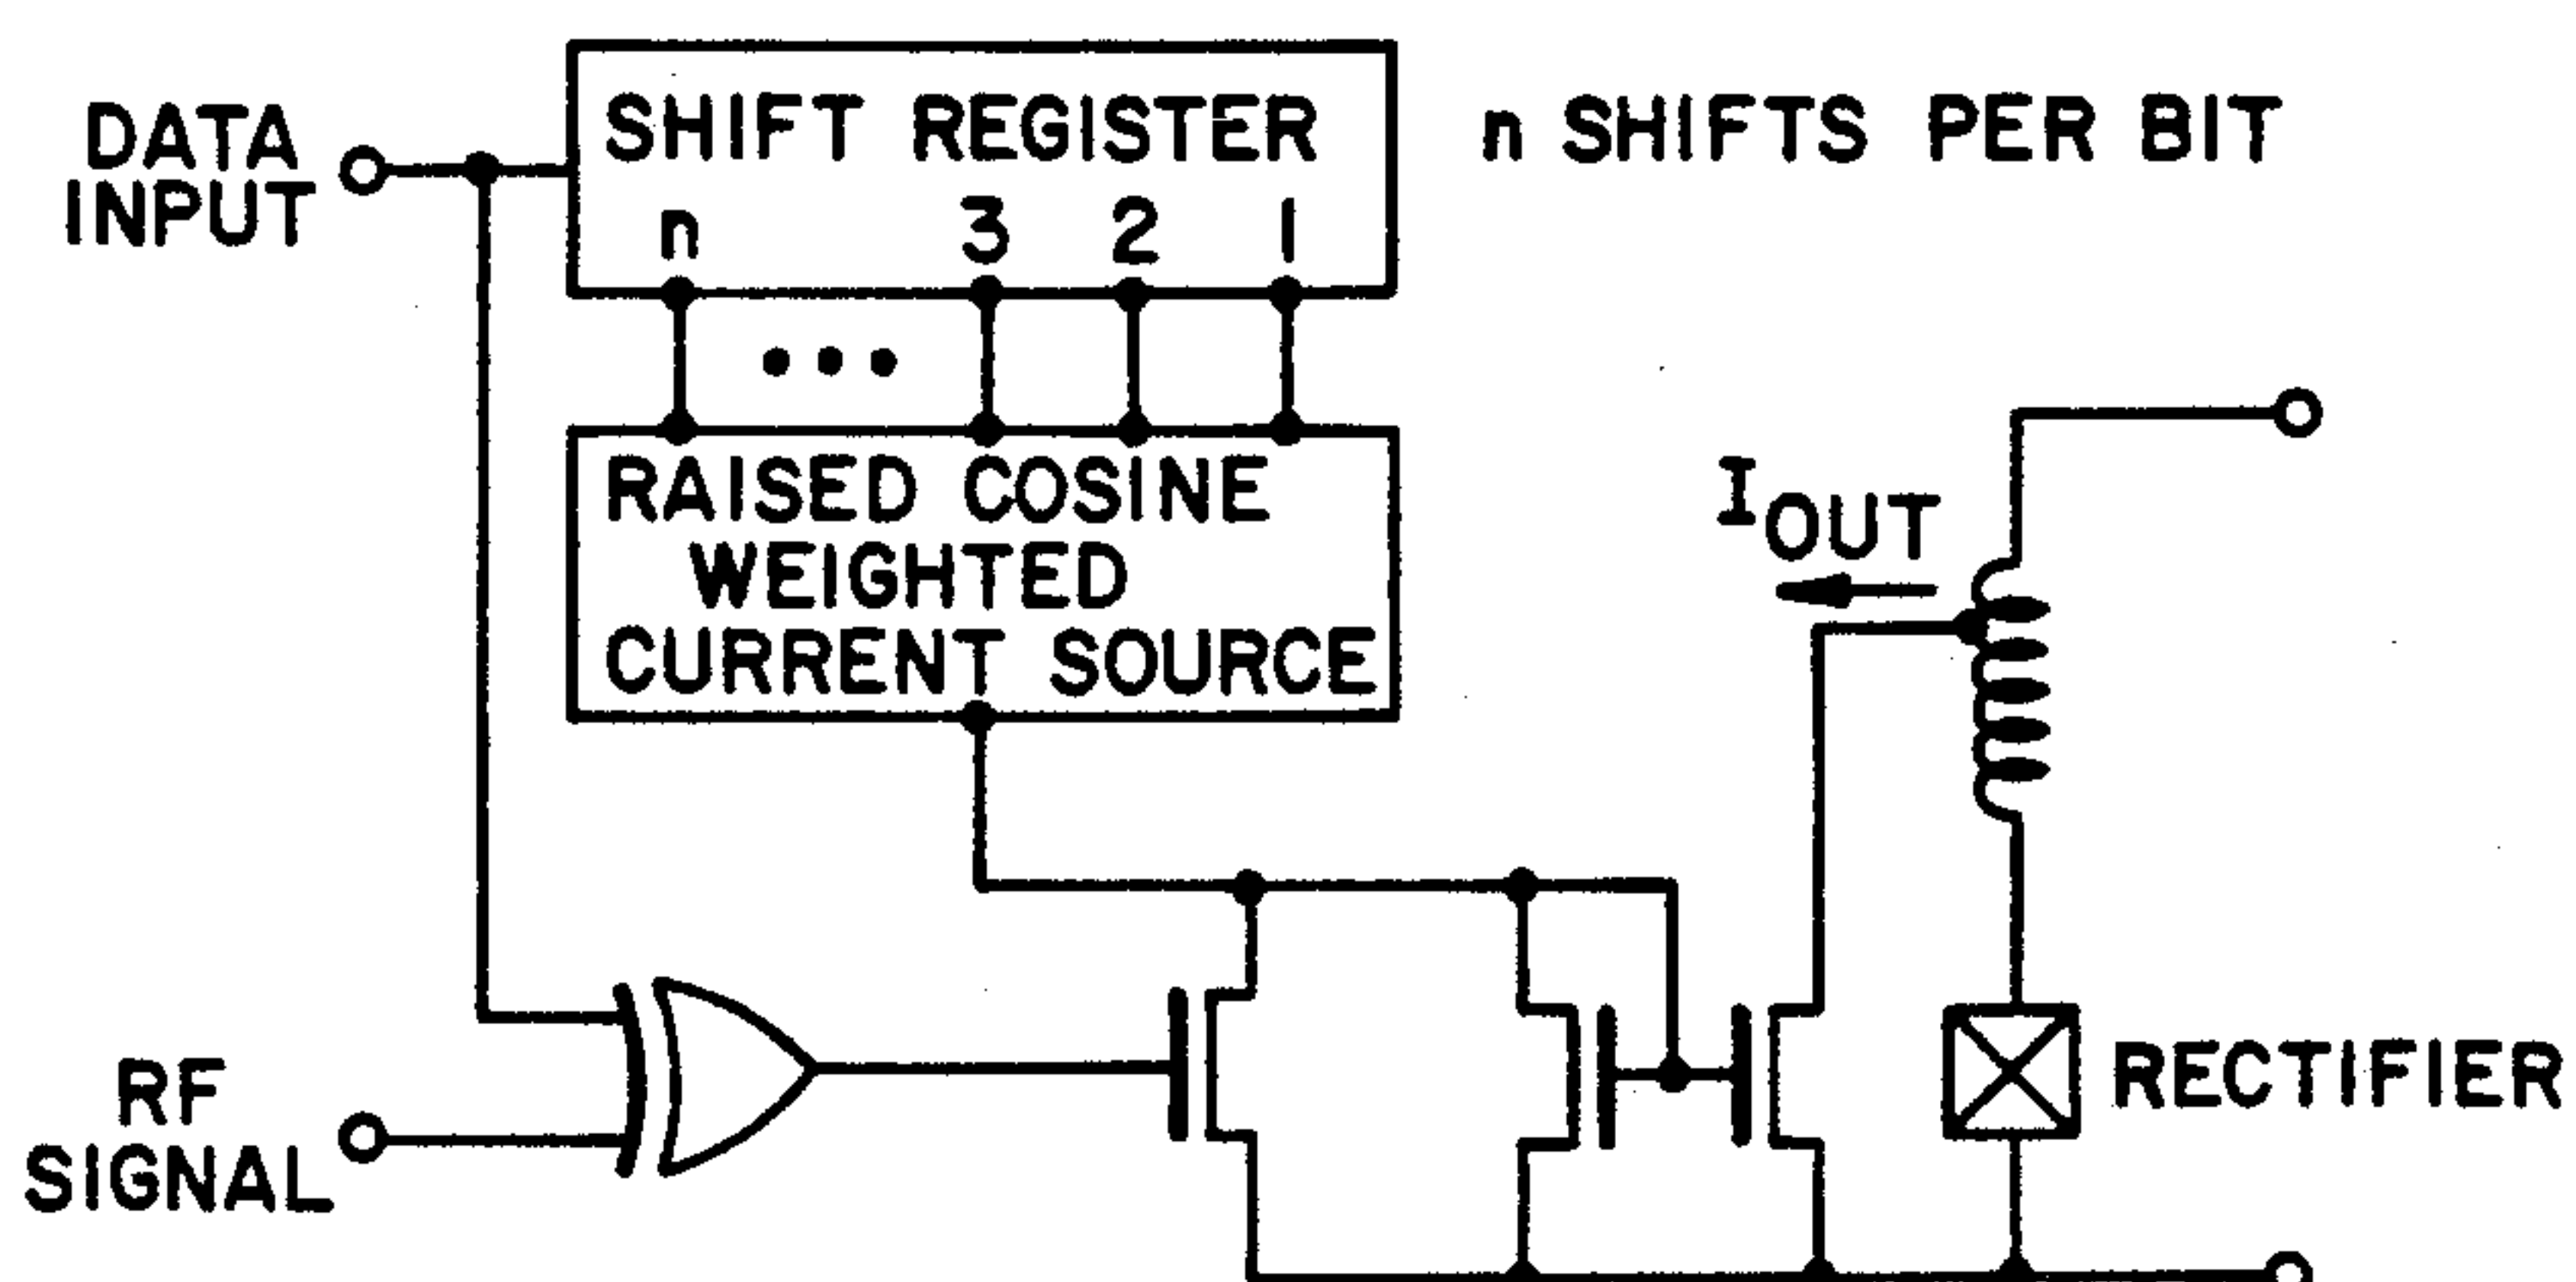 DATA
INPUT
SHIFT REGISTER
n 3 2 1
n SHIFTS PER BIT
RAISED COSINE
WEIGHTED
CURRENT SOURCE
IOUT
RF
SIGNAL
RECTIFIER